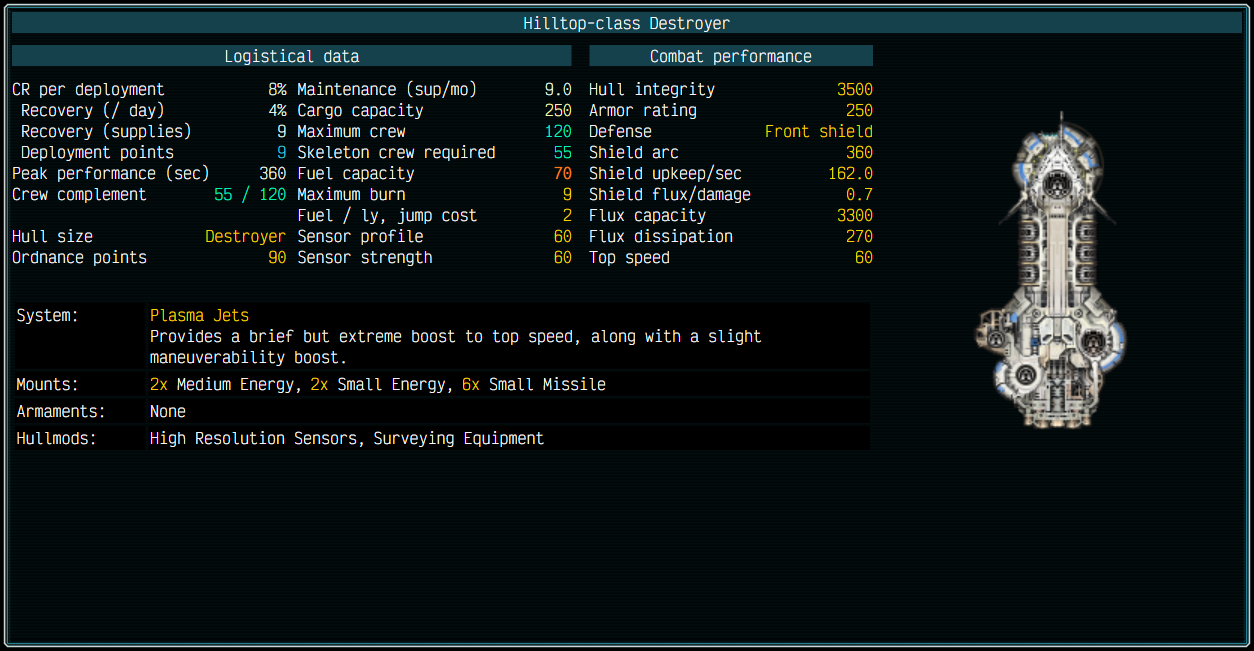 Hilltop-class Destroyer
Logistical data
CR per deployment 8% Maintenance (sup/mo) 9.0
Recovery (/ day) 4% Cargo capacity 250
Recovery (supplies) 9 Maximum crew 120
Deployment points 9 Skeleton crew required 55
Peak performance (sec) 360 Fuel capacity 70
Crew complement 55 / 120 Maximum burn 9
Fuel / ly, jump cost 2
Hull size Destroyer Sensor profile 60
Ordnance points 90 Sensor strength 60
Combat performance
Hull integrity 3500
Armor rating 250
Defense Front shield
Shield arc 360
Shield upkeep/sec 162.0
Shield flux/damage 0.7
Flux capacity 3300
Flux dissipation 270
Top speed 60
System: Plasma Jets
Provides a brief but extreme boost to top speed, along with a slight
maneuverability boost.
Mounts: 2x Medium Energy, 2x Small Energy, 6x Small Missile
Armaments: None
Hullmods: High Resolution Sensors, Surveying Equipment